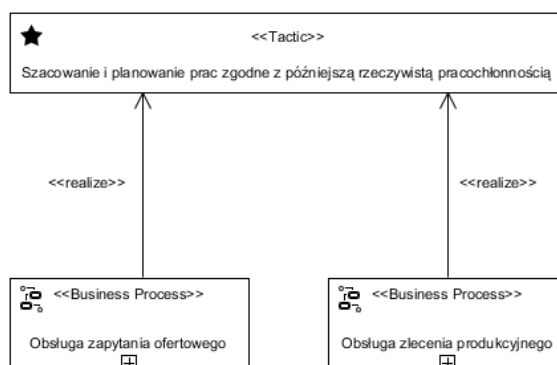 <<Tactic>>
Szacowanie i planowanie prac zgodne z późniejszą rzeczywistą pracochłonnością
<<realize>>
<<realize>>
<<Business Process>>
Obsługa zapytania ofertowego
<<Business Process>>
Obsługa zlecenia produkcyjnego